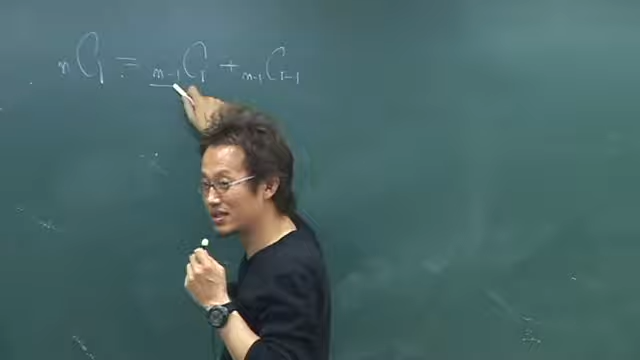 ₙCᵣ = ₙ₋₁Cᵣ + ₙ₋₁Cᵣ₋₁